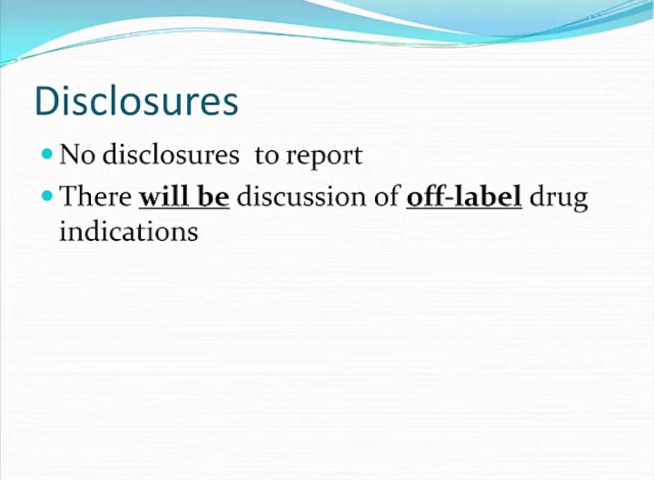 Disclosures
No disclosures to report
There will be discussion of off-label drug
indications